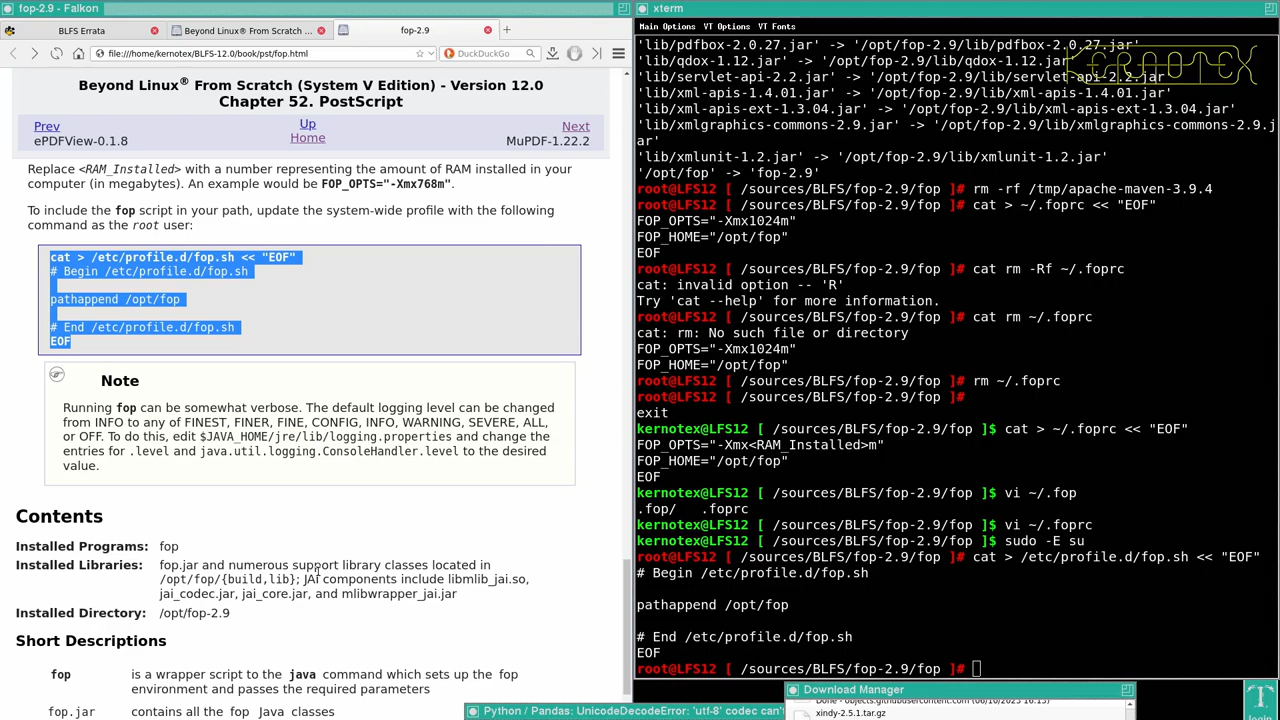 fop-2.9 - Falkon
BLFS Errata
Beyond Linux® From Scratch ...
fop-2.9
file:///home/kernotex/BLFS-12.0/book/pst/fop.html
DuckDuckGo
Beyond Linux® From Scratch (System V Edition) - Version 12.0
Chapter 52. PostScript
Prev
Up
Next
ePDFView-0.1.8
Home
MuPDF-1.22.2
Replace <RAM_Installed> with a number representing the amount of RAM installed in your
computer (in megabytes). An example would be FOP_OPTS="-Xmx768m".
To include the fop script in your path, update the system-wide profile with the following
command as the root user:
cat > /etc/profile.d/fop.sh << "EOF"
# Begin /etc/profile.d/fop.sh
pathappend /opt/fop
# End /etc/profile.d/fop.sh
EOF
Note
Running fop can be somewhat verbose. The default logging level can be changed
from INFO to any of FINEST, FINER, FINE, CONFIG, INFO, WARNING, SEVERE, ALL,
or OFF. To do this, edit $JAVA_HOME/jre/lib/logging.properties and change the
entries for .level and java.util.logging.ConsoleHandler.level to the desired
value.
Contents
Installed Programs: fop
Installed Libraries: fop.jar and numerous support library classes located in
/opt/fop/{build,lib}; JAI components include libmlib_jai.so,
jai_codec.jar, jai_core.jar, and mlibwrapper_jai.jar
Installed Directory: /opt/fop-2.9
Short Descriptions
fop is a wrapper script to the java command which sets up the fop
environment and passes the required parameters
contains all the fop Java classes
xterm
Main Options VT Options VT Fonts
KERNOTEX
'lib/pdfbox-2.0.27.jar' -> '/opt/fop-2.9/lib/pdfbox-2.0.27.jar'
'lib/qdox-1.12.jar' -> '/opt/fop-2.9/lib/qdox-1.12.jar'
'lib/servlet-api-2.2.jar' -> '/opt/fop-2.9/lib/servlet-api-2.2.jar'
'lib/xml-apis-1.4.01.jar' -> '/opt/fop-2.9/lib/xml-apis-1.4.01.jar'
'lib/xml-apis-ext-1.3.04.jar' -> '/opt/fop-2.9/lib/xml-apis-ext-1.3.04.jar'
'lib/xmlgraphics-commons-2.9.jar' -> '/opt/fop-2.9/lib/xmlgraphics-commons-2.9.j
ar'
'lib/xmlunit-1.2.jar' -> '/opt/fop-2.9/lib/xmlunit-1.2.jar'
'/opt/fop' -> 'fop-2.9'
root@LFS12 [ /sources/BLFS/fop-2.9/fop ]# rm -rf /tmp/apache-maven-3.9.4
root@LFS12 [ /sources/BLFS/fop-2.9/fop ]# cat > ~/.foprc << "EOF"
FOP_OPTS="-Xmx1024m"
FOP_HOME="/opt/fop"
EOF
root@LFS12 [ /sources/BLFS/fop-2.9/fop ]# cat rm -Rf ~/.foprc
cat: invalid option -- 'R'
Try 'cat --help' for more information.
root@LFS12 [ /sources/BLFS/fop-2.9/fop ]# cat rm ~/.foprc
cat: rm: No such file or directory
FOP_OPTS="-Xmx1024m"
FOP_HOME="/opt/fop"
root@LFS12 [ /sources/BLFS/fop-2.9/fop ]# rm ~/.foprc
root@LFS12 [ /sources/BLFS/fop-2.9/fop ]#
exit
kernotex@LFS12 [ /sources/BLFS/fop-2.9/fop ]$ cat > ~/.foprc << "EOF"
FOP_OPTS="-Xmx<RAM_Installed>m"
FOP_HOME="/opt/fop"
EOF
kernotex@LFS12 [ /sources/BLFS/fop-2.9/fop ]$ vi ~/.fop
.fop/ .foprc
kernotex@LFS12 [ /sources/BLFS/fop-2.9/fop ]$ vi ~/.foprc
kernotex@LFS12 [ /sources/BLFS/fop-2.9/fop ]$ sudo -E su
root@LFS12 [ /sources/BLFS/fop-2.9/fop ]# cat > /etc/profile.d/fop.sh << "EOF"
# Begin /etc/profile.d/fop.sh
pathappend /opt/fop
# End /etc/profile.d/fop.sh
EOF
root@LFS12 [ /sources/BLFS/fop-2.9/fop ]#
Download Manager
Done - objects.githubusercontent.com (06/10/2023 16:13)
xindy-2.5.1.tar.gz
Python / Pandas: UnicodeDecodeError: 'utf-8' codec can't